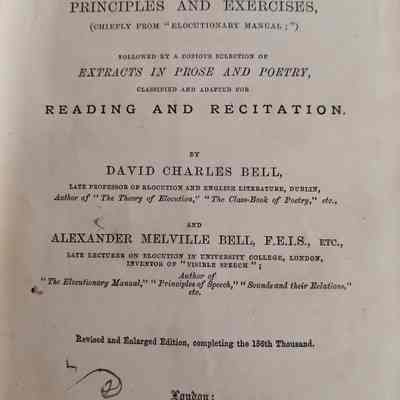 PRINCIPLES AND EXERCISES,
(CHIEFLY FROM "ELOCUTIONARY MANUAL;")
FOLLOWED BY A COPIOUS SELECTION OF
EXTRACTS IN PROSE AND POETRY,
CLASSIFIED AND ADAPTED FOR
READING AND RECITATION.
BY
DAVID CHARLES BELL,
LATE PROFESSOR OF ELOCUTION AND ENGLISH LITERATURE, DUBLIN,
Author of "The Theory of Elocution," "The Class-Book of Poetry," etc.,
AND
ALEXANDER MELVILLE BELL, F.E.I.S., ETC.,
LATE LECTURER ON ELOCUTION IN UNIVERSITY COLLEGE, LONDON,
INVENTOR OF "VISIBLE SPEECH";
Author of
"The Elocutionary Manual," "Principles of Speech," "Sounds and their Relations,"
etc.
Revised and Enlarged Edition, completing the 156th Thousand.
London: